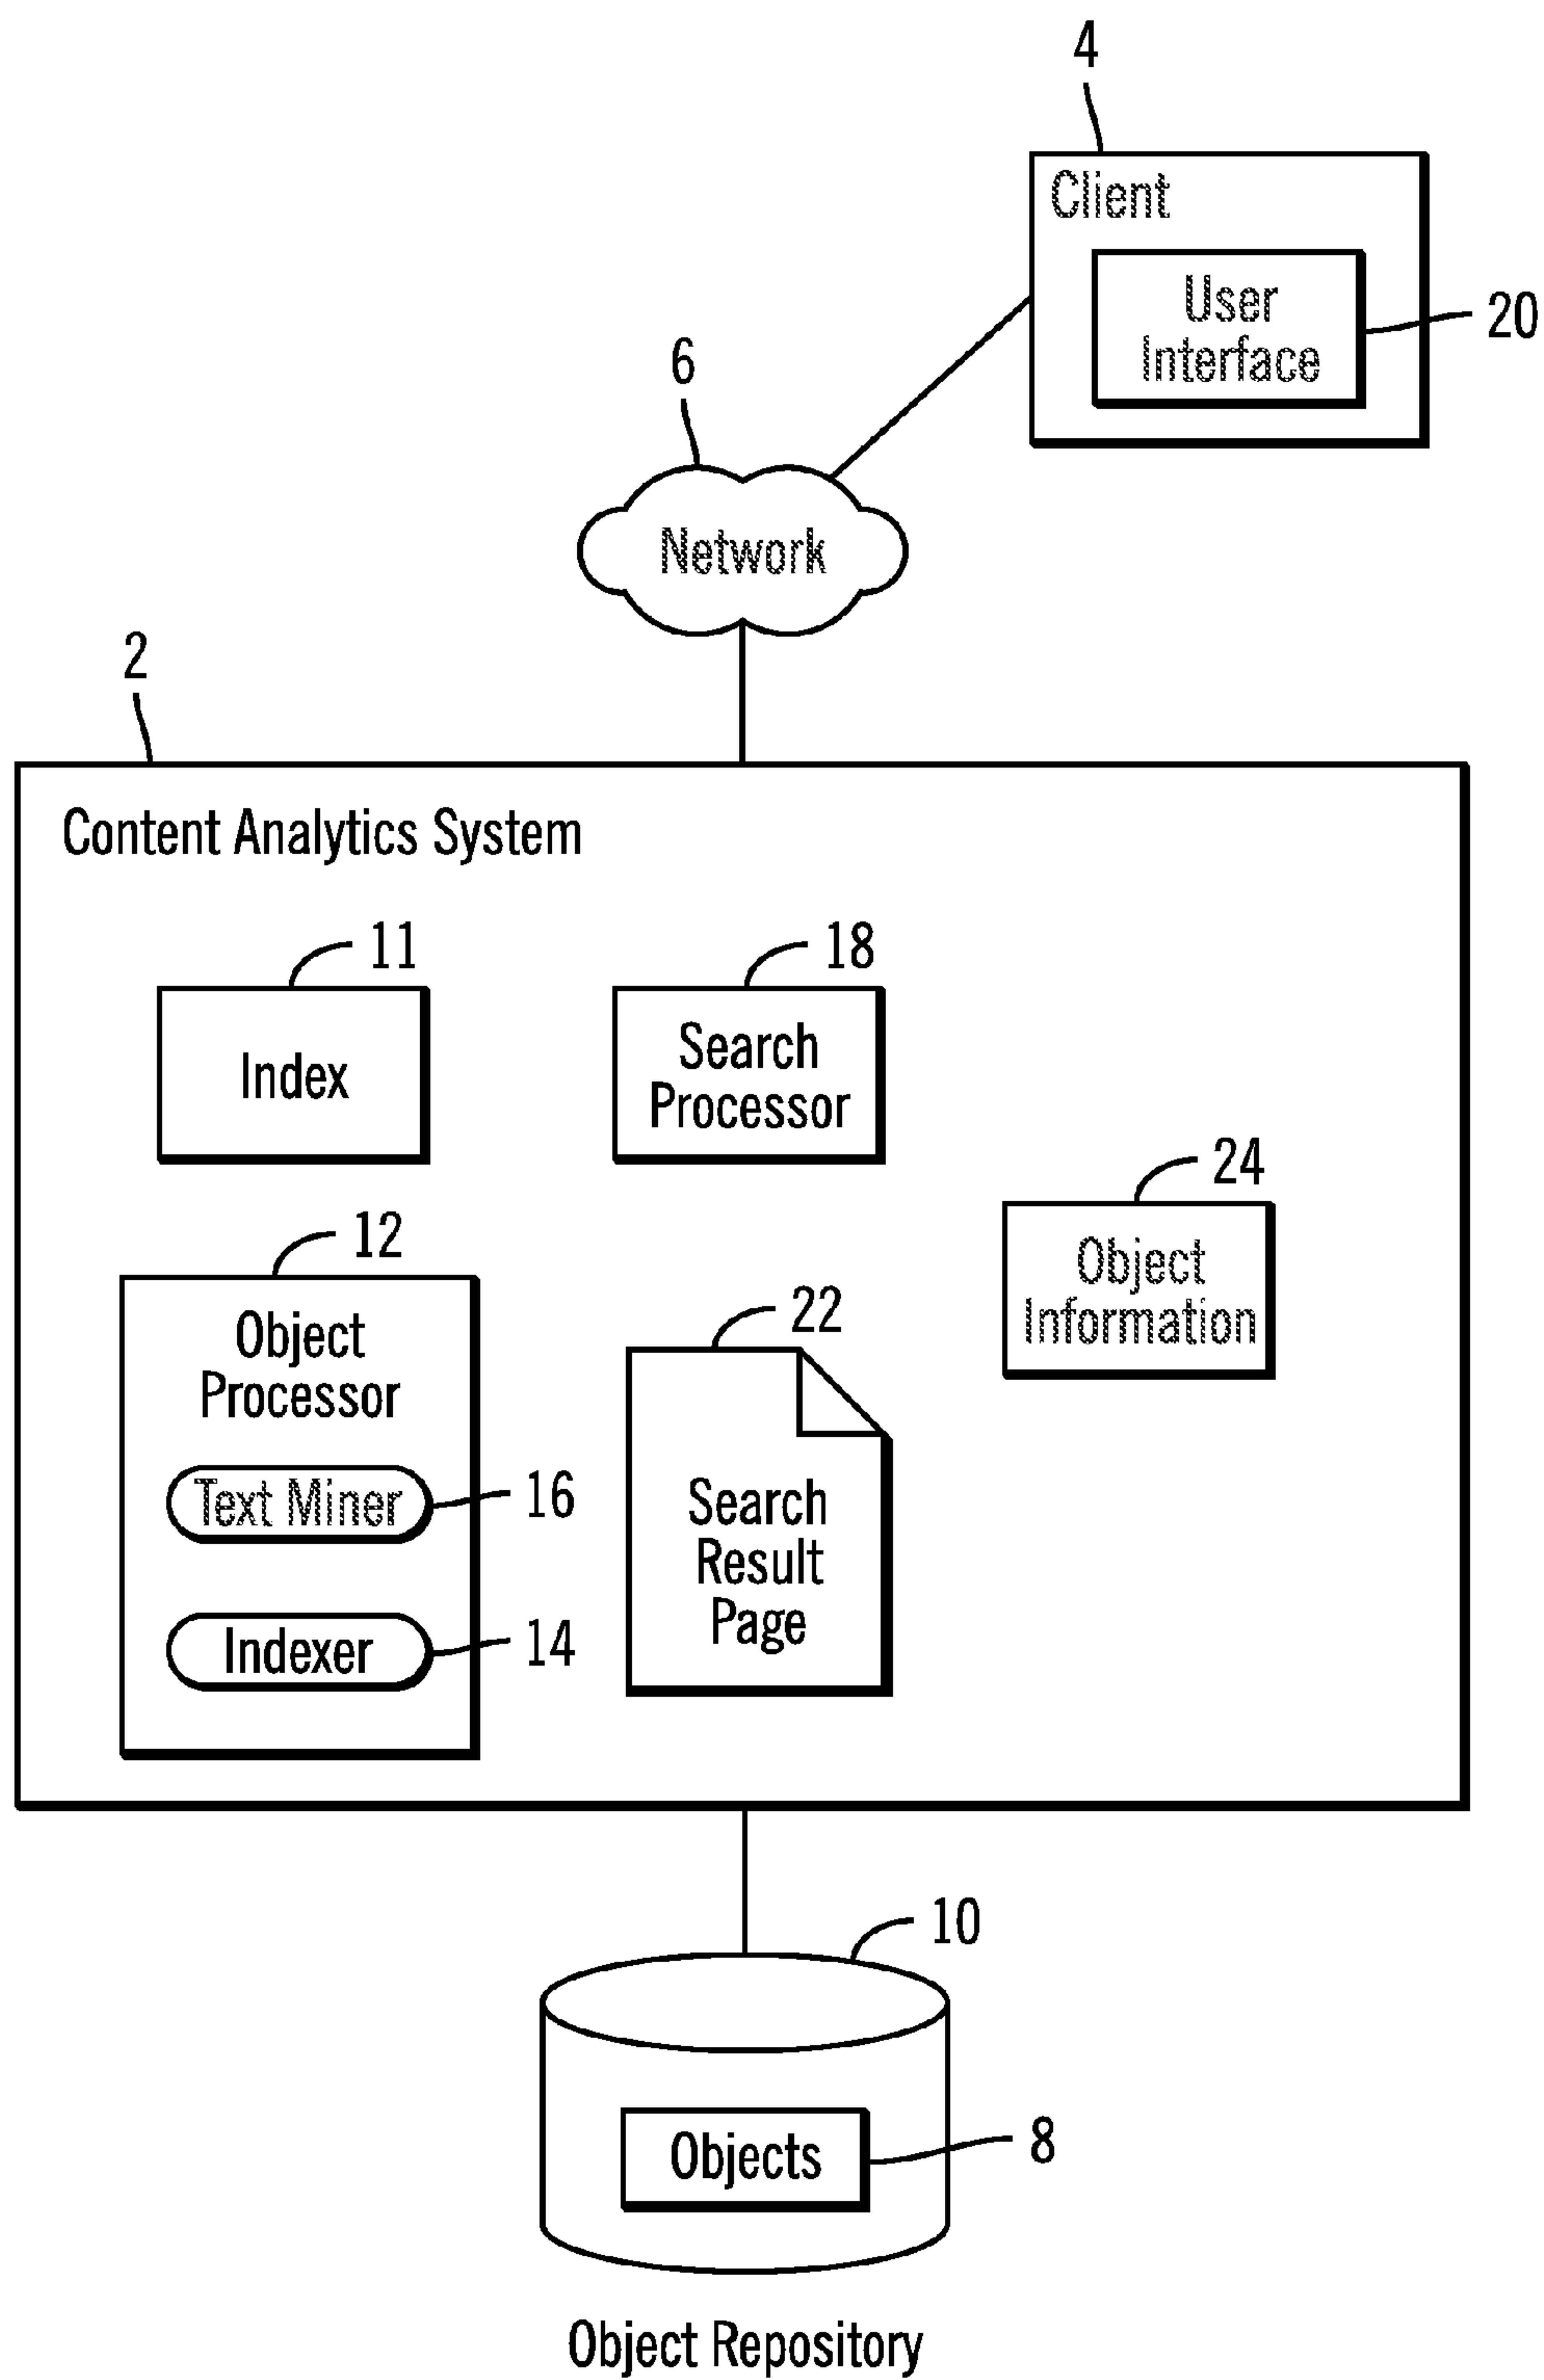 4
Client
User
Interface
20
6
Network
2
Content Analytics System
11
Index
18
Search
Processor
24
Object
Information
12
Object
Processor
Text Miner
16
Indexer
14
22
Search
Result
Page
10
Objects
8
Object Repository